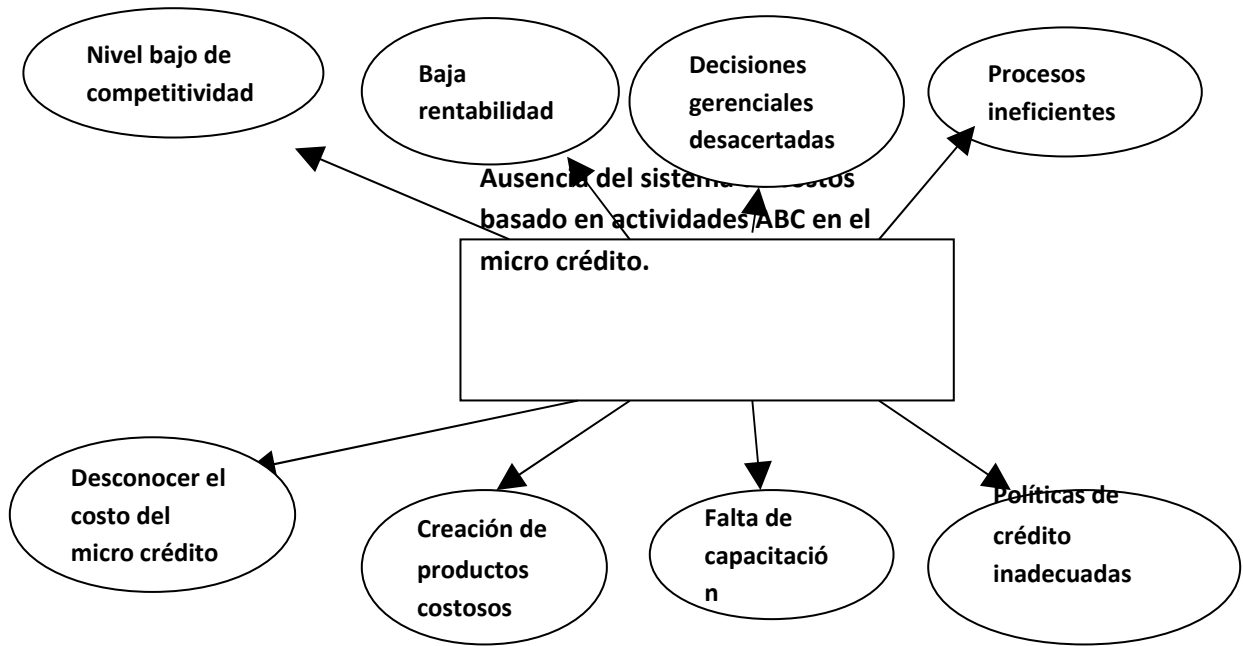 Nivel bajo de
competitividad
Baja
rentabilidad
Decisiones
gerenciales
desacertadas
Procesos
ineficientes
Ausencia del sistema costos
basado en actividades ABC en el
micro crédito.
Desconocer el
costo del
micro crédito
Creación de
productos
costosos
Falta de
capacitació
n
Políticas de
crédito
inadecuadas